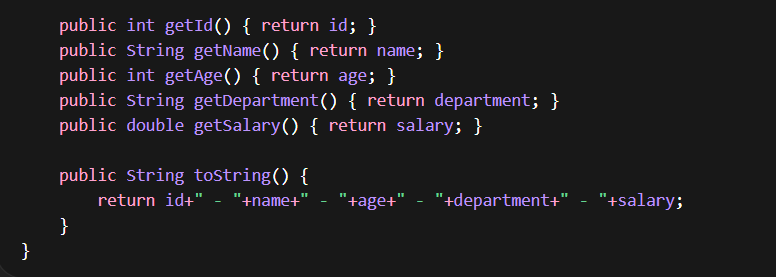 public int getId() { return id; }
public String getName() { return name; }
public int getAge() { return age; }
public String getDepartment() { return department; }
public double getSalary() { return salary; }
public String toString() {
return id+" - "+name+" - "+age+" - "+department+" - "+salary;
}
}